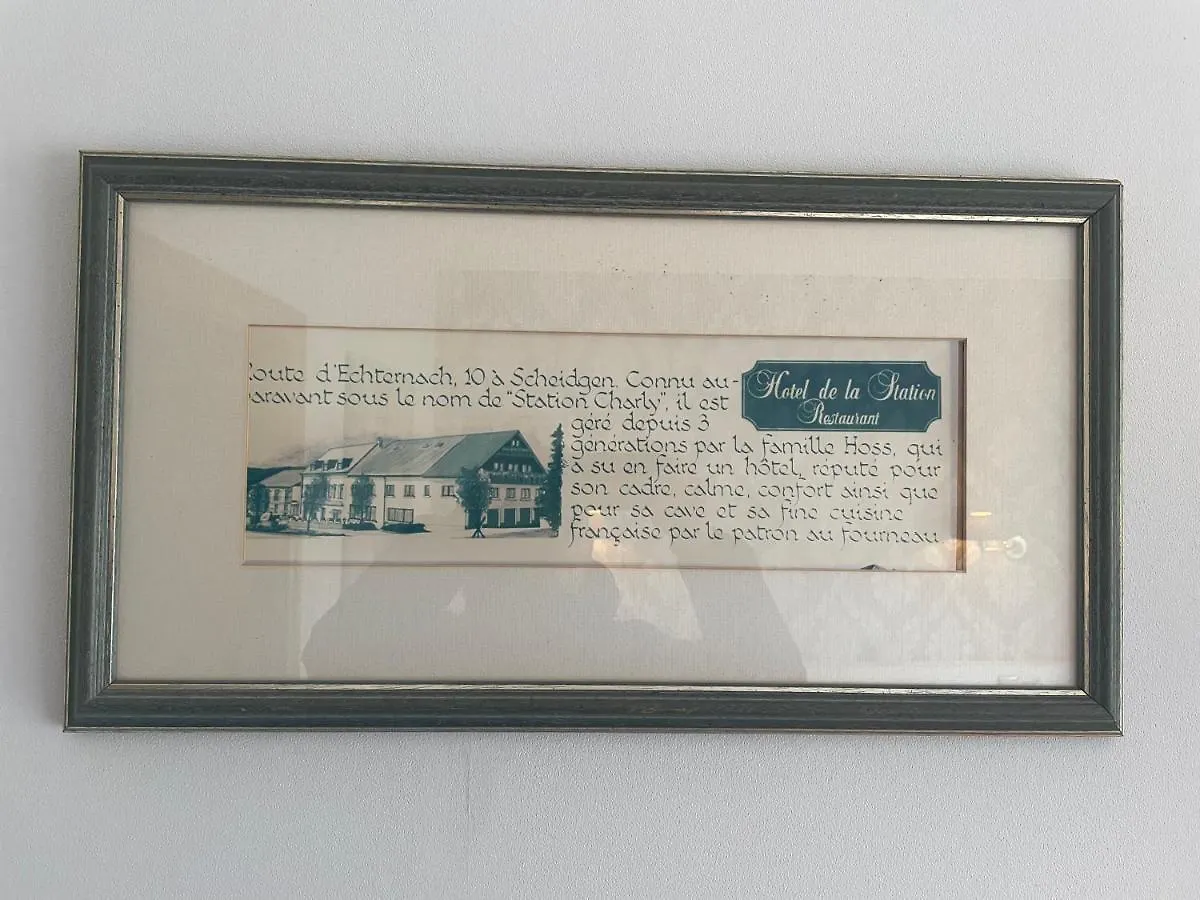 oute d'Echternach, 10 à Scheidgen. Connu au-
aravant sous le nom de "Station Charly", il est
Hotel de la Station
Restaurant
géré depuis 3
générations par la famille Hoss, qui
a su en faire un hôtel, réputé pour
son cadre, calme, confort ainsi que
pour sa cave et sa fine cuisine
française par le patron au fourneau